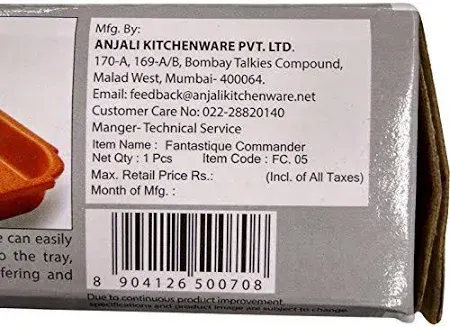 Mfg. By:
ANJALI KITCHENWARE PVT. LTD.
170-A, 169-A/B, Bombay Talkies Compound,
Malad West, Mumbai- 400064.
Email: feedback@anjalikitchenware.net
Customer Care No: 022-28820140
Manger- Technical Service
Item Name : Fantastique Commander
Net Qty : 1 Pcs Item Code : FC. 05
Max. Retail Price Rs.: (Incl. of All Taxes)
Month of Mfg. :
e can easily
o the tray,
fering and
8 904126 500708
Due to continuous product improvement,
specifications and product image are subject to change